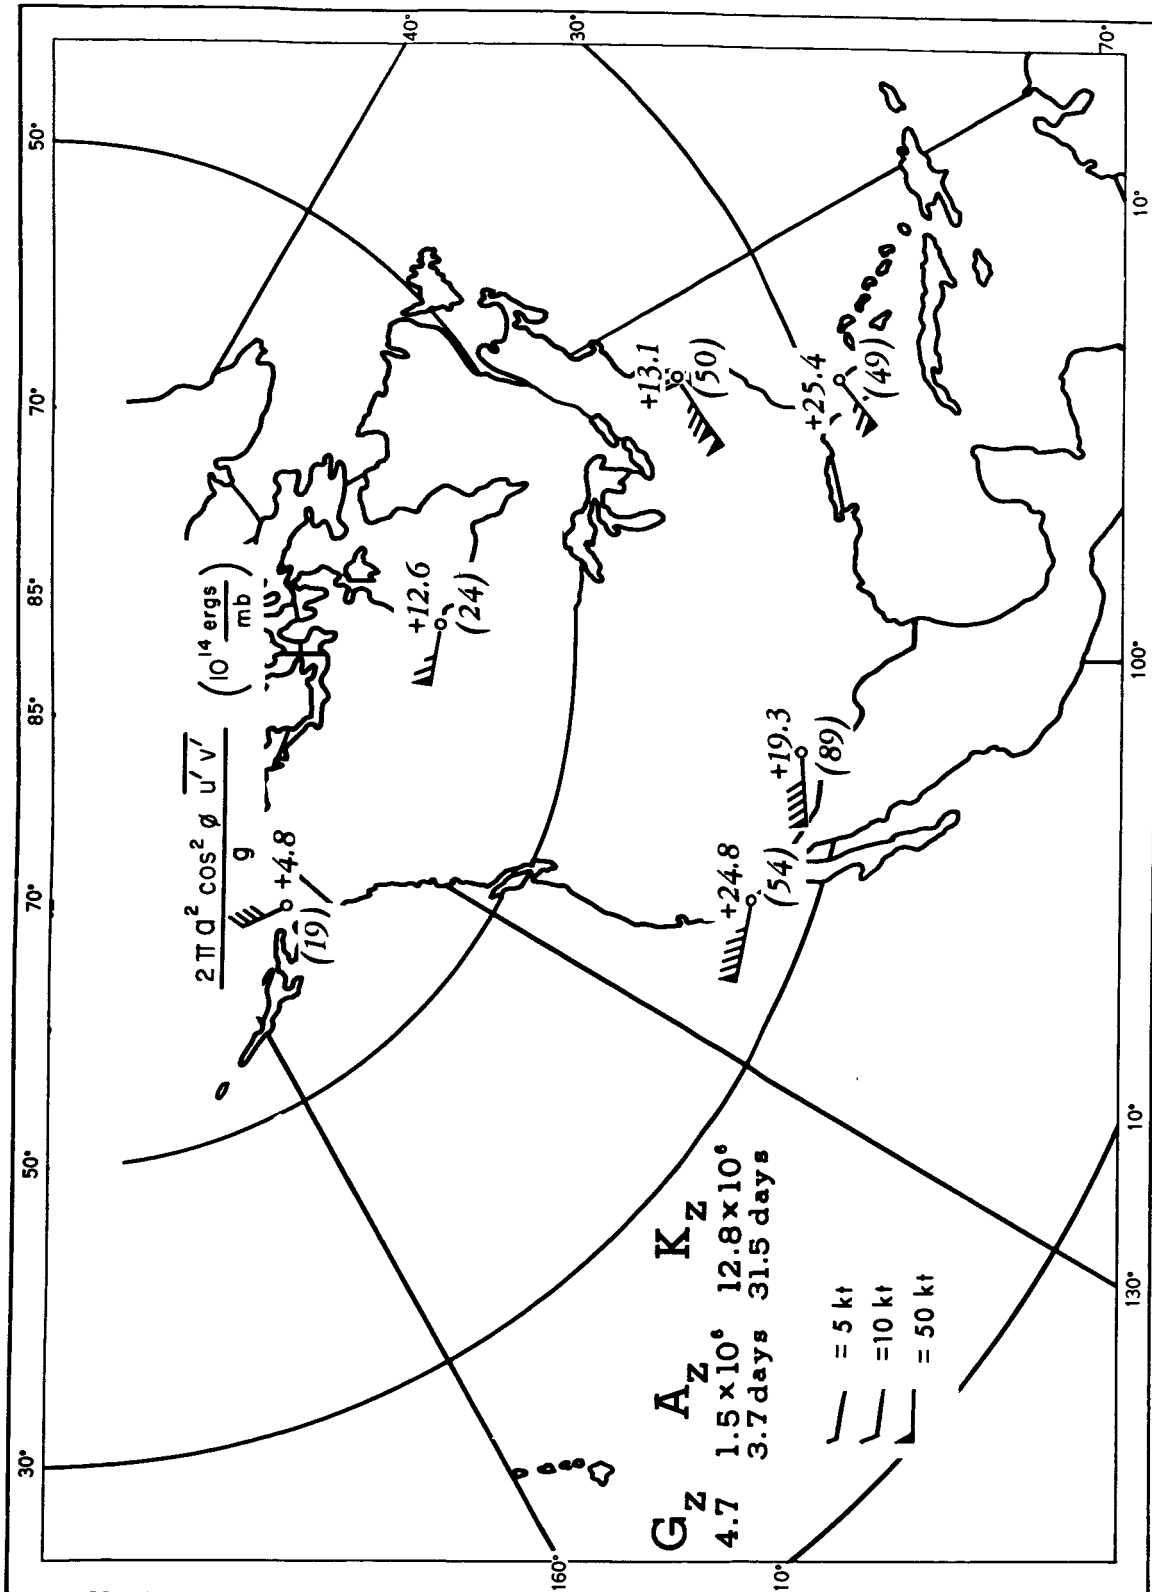 30° 50° 70° 85° 85° 70° 50°
2 π a² cos² ø u′ v′
g
(10¹⁴ ergs
mb)
+4.8
(19)
40°
+12.6
(24)
160°
30°
+13.1
(50)
G_Z A_Z K_Z
4.7 1.5×10⁶ 12.8×10⁶
3.7 days 31.5 days
+24.8
(54)
+19.3
(89)
+25.4
(49)
10°
= 5 kt
=10 kt
= 50 kt
70°
130° 10° 100° 10°